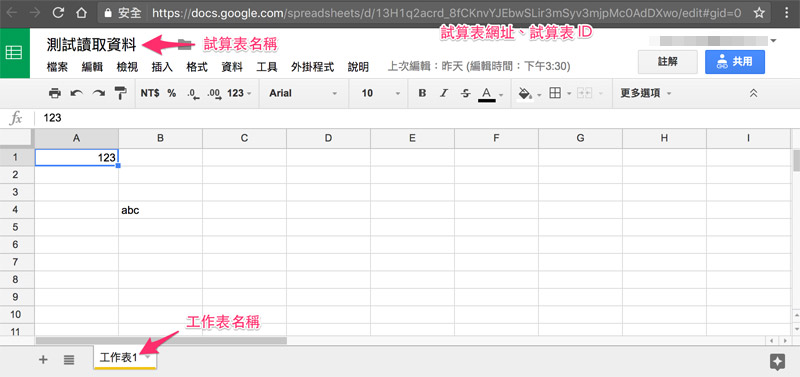 安全 https://docs.google.com/spreadsheets/d/13H1q2acrd_8fCKnvYJEbwSLir3mSyv3mjpMc0AdDXwo/edit#gid=0
測試讀取資料 試算表名稱 試算表網址、試算表 ID
檔案 編輯 檢視 插入 格式 資料 工具 外掛程式 說明 上次編輯：昨天 (編輯時間：下午3:30) 註解 共用
NT$ % .0 .00 123 Arial 10 B I S A 更多選項
fx 123
A B C D E F G H I
1 123
2
3
4 abc
5
6
7
8
9
10
11
工作表名稱
工作表1